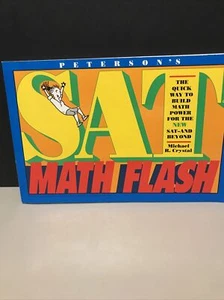 PETERSON'S
SAT
THE
QUICK
WAY TO
BUILD
MATH
POWER
FOR THE
NEW
SAT-AND
BEYOND
Michael
R. Crystal
MATH FLASH